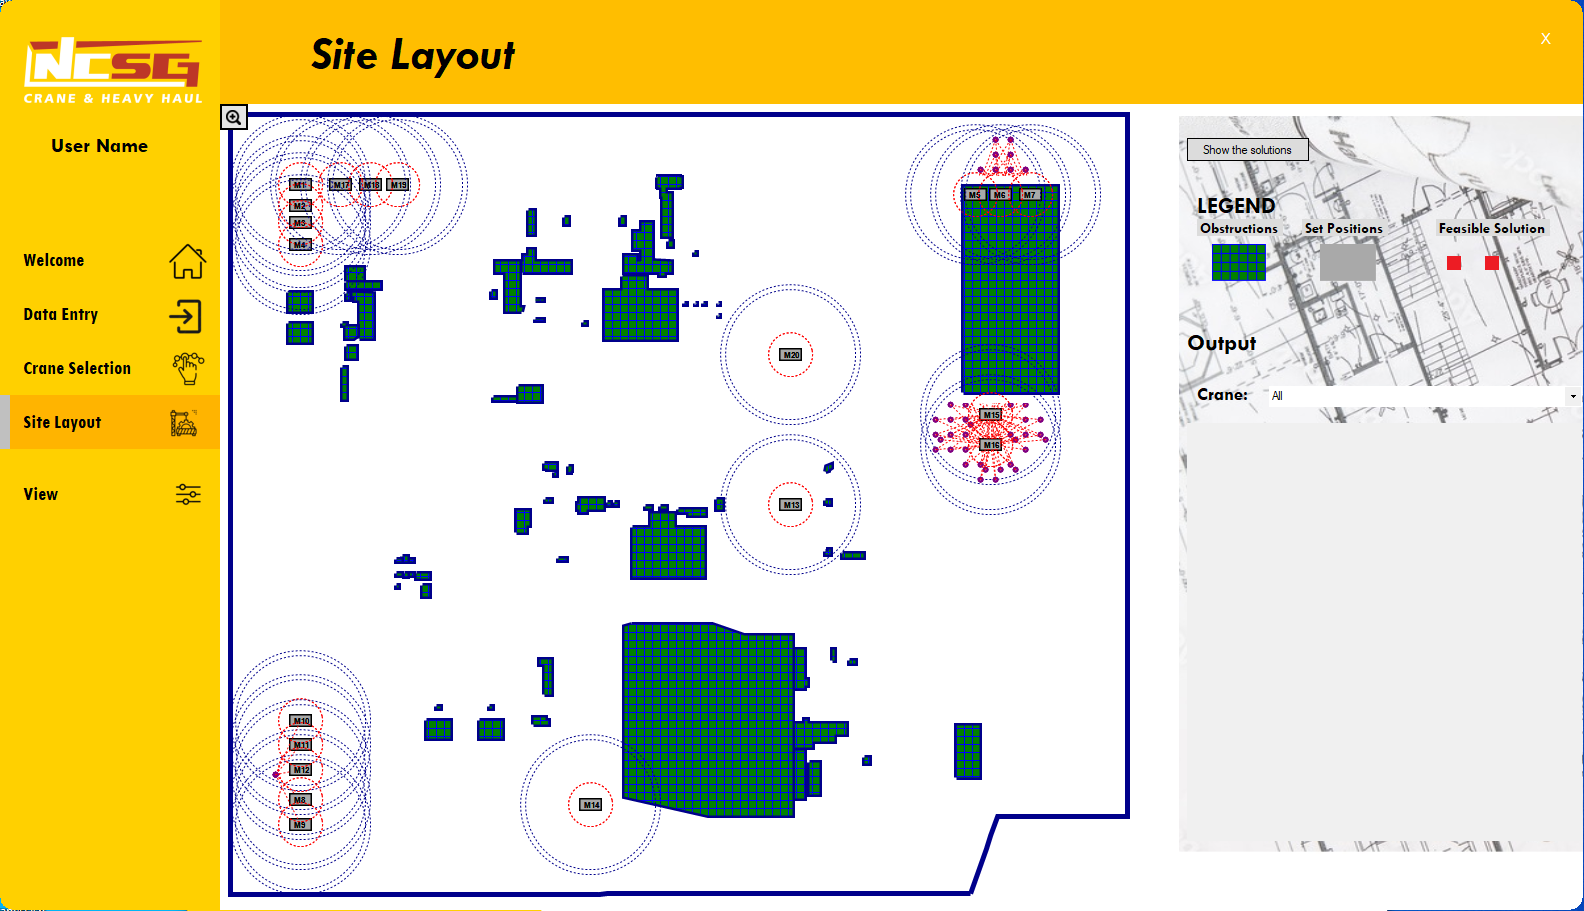 NCSG
CRANE & HEAVY HAUL
Site Layout
X
User Name
Welcome
Data Entry
Crane Selection
Site Layout
View
M1
M17
M18
M19
M2
M3
M4
M5
M6
M7
M20
M15
M16
M13
M10
M11
M12
M8
M9
M14
Show the solutions
LEGEND
Obstructions
Set Positions
Feasible Solution
Output
Crane:
All